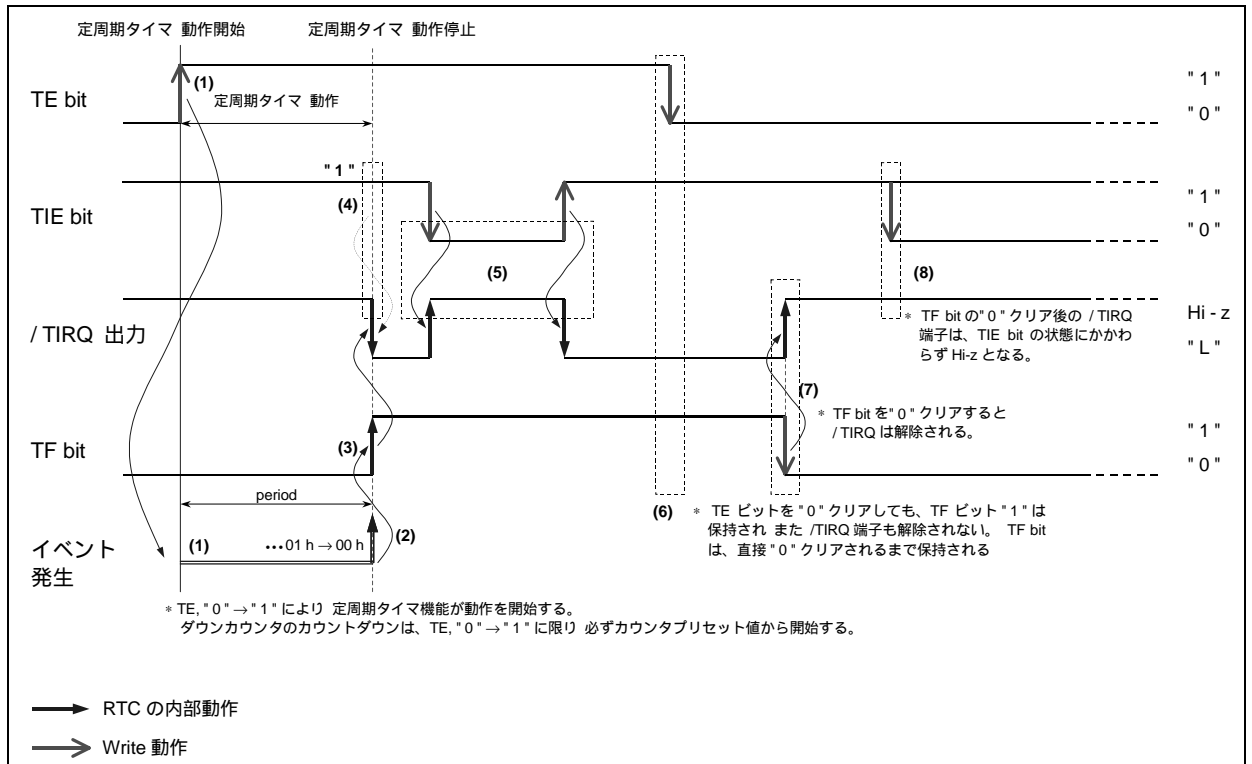 定周期タイマ 動作開始
定周期タイマ 動作停止
TE bit
(1)
定周期タイマ 動作
" 1 "
" 0 "
TIE bit
" 1 "
(4)
(5)
" 1 "
" 0 "
(8)
/ TIRQ 出力
Hi - z
" L "
* TF bit の" 0 "クリア後の / TIRQ
端子は、TIE bit の状態にかかわ
らず Hi-z となる。
(7)
* TF bit を" 0 "クリアすると
/ TIRQ は解除される。
TF bit
(3)
" 1 "
" 0 "
period
(6)
* TE ビットを " 0 " クリアしても、TF ビット " 1 " は
保持され また /TIRQ 端子も解除されない。 TF bit
は、直接 " 0 " クリアされるまで保持される
イベント
発生
(1)
•••01 h → 00 h
(2)
* TE, " 0 " → " 1 " により 定周期タイマ機能が動作を開始する。
ダウンカウンタのカウントダウンは、TE, " 0 " → " 1 " に限り 必ずカウンタプリセット値から開始する。
RTC の内部動作
Write 動作